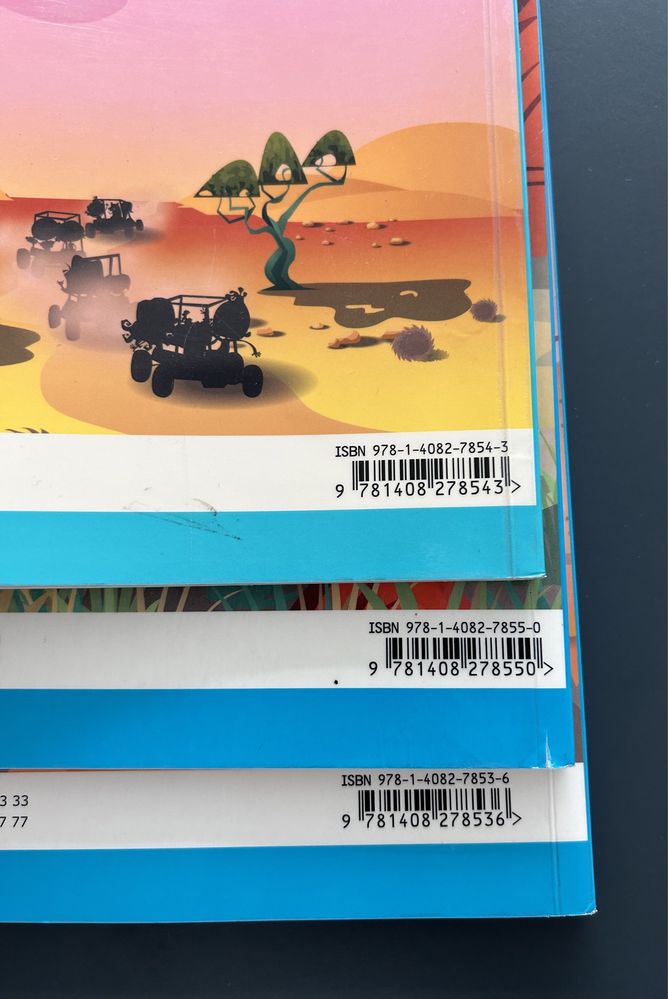 ISBN 978-1-4082-7854-3
9 781408 278543 >
ISBN 978-1-4082-7855-0
9 781408 278550 >
ISBN 978-1-4082-7853-6
3 33
9 781408 278536 >
7 77